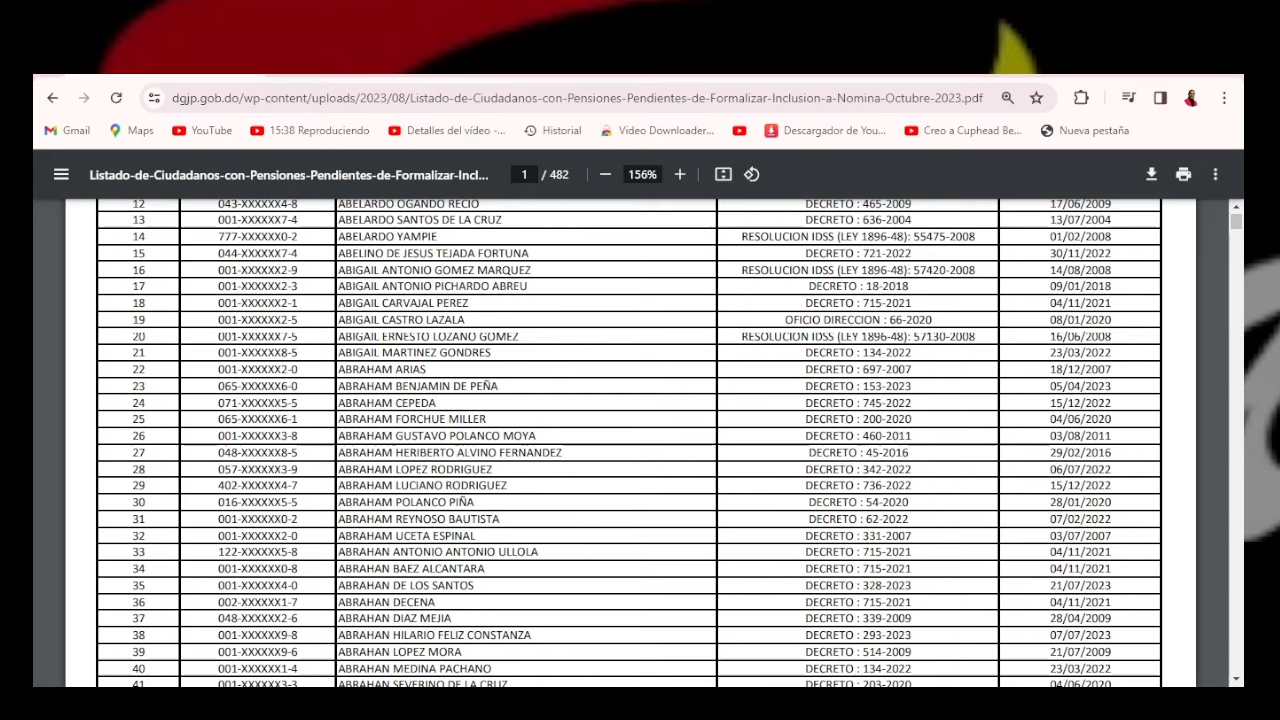 dgjp.gob.do/wp-content/uploads/2023/08/Listado-de-Ciudadanos-con-Pensiones-Pendientes-de-Formalizar-Inclusion-a-Nomina-Octubre-2023.pdf
Gmail Maps YouTube 15:38 Reproduciendo Detalles del vídeo -... Historial Video Downloader... Descargador de You... Creo a Cuphead Be... Nueva pestaña
Listado-de-Ciudadanos-con-Pensiones-Pendientes-de-Formalizar-Incl... 1 / 482 156%
12 043-XXXXXX4-8 ABELARDO OGANDO RECIO DECRETO : 465-2009 17/06/2009
13 001-XXXXXX7-4 ABELARDO SANTOS DE LA CRUZ DECRETO : 636-2004 13/07/2004
14 777-XXXXXX0-2 ABELARDO YAMPIE RESOLUCION IDSS (LEY 1896-48): 55475-2008 01/02/2008
15 044-XXXXXX7-4 ABELINO DE JESUS TEJADA FORTUNA DECRETO : 721-2022 30/11/2022
16 001-XXXXXX2-9 ABIGAIL ANTONIO GOMEZ MARQUEZ RESOLUCION IDSS (LEY 1896-48): 57420-2008 14/08/2008
17 001-XXXXXX2-3 ABIGAIL ANTONIO PICHARDO ABREU DECRETO : 18-2018 09/01/2018
18 001-XXXXXX2-1 ABIGAIL CARVAJAL PEREZ DECRETO : 715-2021 04/11/2021
19 001-XXXXXX2-5 ABIGAIL CASTRO LAZALA OFICIO DIRECCION : 66-2020 08/01/2020
20 001-XXXXXX7-5 ABIGAIL ERNESTO LOZANO GOMEZ RESOLUCION IDSS (LEY 1896-48): 57130-2008 16/06/2008
21 001-XXXXXX8-5 ABIGAIL MARTINEZ GONDRES DECRETO : 134-2022 23/03/2022
22 001-XXXXXX2-0 ABRAHAM ARIAS DECRETO : 697-2007 18/12/2007
23 065-XXXXXX6-0 ABRAHAM BENJAMIN DE PEÑA DECRETO : 153-2023 05/04/2023
24 071-XXXXXX5-5 ABRAHAM CEPEDA DECRETO : 745-2022 15/12/2022
25 065-XXXXXX6-1 ABRAHAM FORCHUE MILLER DECRETO : 200-2020 04/06/2020
26 001-XXXXXX3-8 ABRAHAM GUSTAVO POLANCO MOYA DECRETO : 460-2011 03/08/2011
27 048-XXXXXX8-5 ABRAHAM HERIBERTO ALVINO FERNANDEZ DECRETO : 45-2016 29/02/2016
28 057-XXXXXX3-9 ABRAHAM LOPEZ RODRIGUEZ DECRETO : 342-2022 06/07/2022
29 402-XXXXXX4-7 ABRAHAM LUCIANO RODRIGUEZ DECRETO : 736-2022 15/12/2022
30 016-XXXXXX5-5 ABRAHAM POLANCO PIÑA DECRETO : 54-2020 28/01/2020
31 001-XXXXXX0-2 ABRAHAM REYNOSO BAUTISTA DECRETO : 62-2022 07/02/2022
32 001-XXXXXX2-0 ABRAHAM UCETA ESPINAL DECRETO : 331-2007 03/07/2007
33 122-XXXXXX5-8 ABRAHAN ANTONIO ANTONIO ULLOLA DECRETO : 715-2021 04/11/2021
34 001-XXXXXX0-8 ABRAHAN BAEZ ALCANTARA DECRETO : 715-2021 04/11/2021
35 001-XXXXXX4-0 ABRAHAN DE LOS SANTOS DECRETO : 328-2023 21/07/2023
36 002-XXXXXX1-7 ABRAHAN DECENA DECRETO : 715-2021 04/11/2021
37 048-XXXXXX2-6 ABRAHAN DIAZ MEJIA DECRETO : 339-2009 28/04/2009
38 001-XXXXXX9-8 ABRAHAN HILARIO FELIZ CONSTANZA DECRETO : 293-2023 07/07/2023
39 001-XXXXXX9-6 ABRAHAN LOPEZ MORA DECRETO : 514-2009 21/07/2009
40 001-XXXXXX1-4 ABRAHAN MEDINA PACHANO DECRETO : 134-2022 23/03/2022
41 001-XXXXXX3-3 ABRAHAN SEVERINO DE LA CRUZ DECRETO : 203-2020 04/06/2020